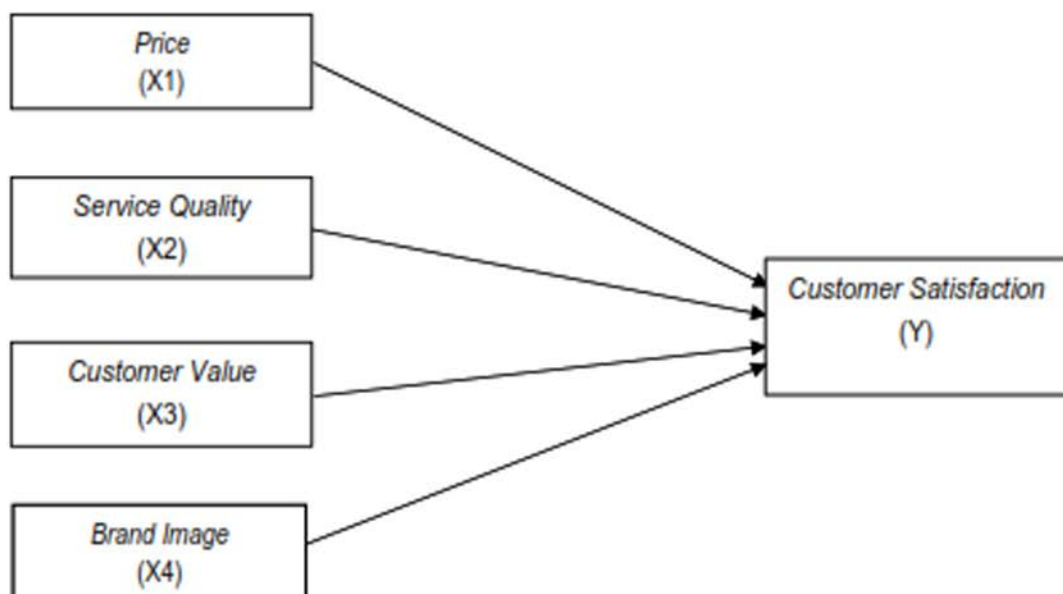 Price
(X1)
Service Quality
(X2)
Customer Value
(X3)
Brand Image
(X4)
Customer Satisfaction
(Y)